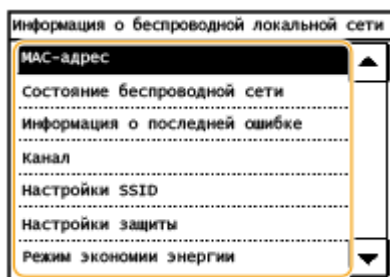 Информация о беспроводной локальной сети
MAC-адрес
Состояние беспроводной сети
Информация о последней ошибке
Канал
Настройки SSID
Настройки защиты
Режим экономии энергии